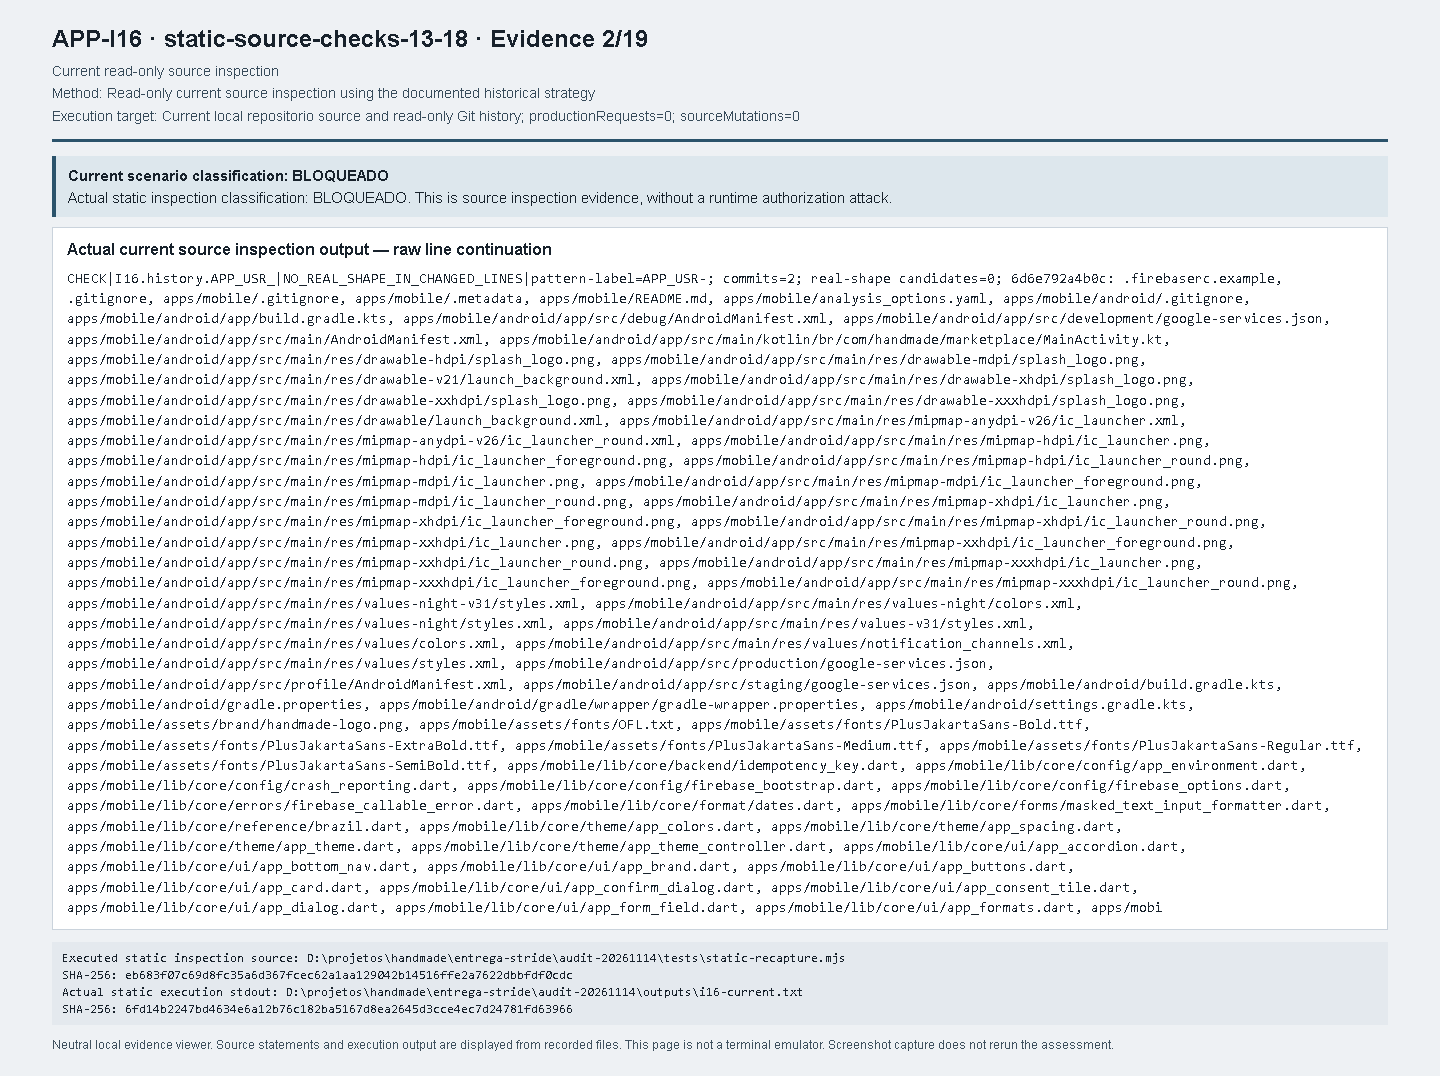 APP-I16 · static-source-checks-13-18 · Evidence 2/19
Current read-only source inspection
Method: Read-only current source inspection using the documented historical strategy
Execution target: Current local repositorio source and read-only Git history; productionRequests=0; sourceMutations=0
Current scenario classification: BLOQUEADO
Actual static inspection classification: BLOQUEADO. This is source inspection evidence, without a runtime authorization attack.
Actual current source inspection output — raw line continuation
CHECK|I16.history.APP_USR_|NO_REAL_SHAPE_IN_CHANGED_LINES|pattern-label=APP_USR-; commits=2; real-shape candidates=0; 6d6e792a4b0c: .firebaserc.example,
.gitignore, apps/mobile/.gitignore, apps/mobile/.metadata, apps/mobile/README.md, apps/mobile/analysis_options.yaml, apps/mobile/android/.gitignore,
apps/mobile/android/app/build.gradle.kts, apps/mobile/android/app/src/debug/AndroidManifest.xml, apps/mobile/android/app/src/development/google-services.json,
apps/mobile/android/app/src/main/AndroidManifest.xml, apps/mobile/android/app/src/main/kotlin/br/com/handmade/marketplace/MainActivity.kt,
apps/mobile/android/app/src/main/res/drawable-hdpi/splash_logo.png, apps/mobile/android/app/src/main/res/drawable-mdpi/splash_logo.png,
apps/mobile/android/app/src/main/res/drawable-v21/launch_background.xml, apps/mobile/android/app/src/main/res/drawable-xhdpi/splash_logo.png,
apps/mobile/android/app/src/main/res/drawable-xxhdpi/splash_logo.png, apps/mobile/android/app/src/main/res/drawable-xxxhdpi/splash_logo.png,
apps/mobile/android/app/src/main/res/drawable/launch_background.xml, apps/mobile/android/app/src/main/res/mipmap-anydpi-v26/ic_launcher.xml,
apps/mobile/android/app/src/main/res/mipmap-anydpi-v26/ic_launcher_round.xml, apps/mobile/android/app/src/main/res/mipmap-hdpi/ic_launcher.png,
apps/mobile/android/app/src/main/res/mipmap-hdpi/ic_launcher_foreground.png, apps/mobile/android/app/src/main/res/mipmap-hdpi/ic_launcher_round.png,
apps/mobile/android/app/src/main/res/mipmap-mdpi/ic_launcher.png, apps/mobile/android/app/src/main/res/mipmap-mdpi/ic_launcher_foreground.png,
apps/mobile/android/app/src/main/res/mipmap-mdpi/ic_launcher_round.png, apps/mobile/android/app/src/main/res/mipmap-xhdpi/ic_launcher.png,
apps/mobile/android/app/src/main/res/mipmap-xhdpi/ic_launcher_foreground.png, apps/mobile/android/app/src/main/res/mipmap-xhdpi/ic_launcher_round.png,
apps/mobile/android/app/src/main/res/mipmap-xxhdpi/ic_launcher.png, apps/mobile/android/app/src/main/res/mipmap-xxhdpi/ic_launcher_foreground.png,
apps/mobile/android/app/src/main/res/mipmap-xxhdpi/ic_launcher_round.png, apps/mobile/android/app/src/main/res/mipmap-xxxhdpi/ic_launcher.png,
apps/mobile/android/app/src/main/res/mipmap-xxxhdpi/ic_launcher_foreground.png, apps/mobile/android/app/src/main/res/mipmap-xxxhdpi/ic_launcher_round.png,
apps/mobile/android/app/src/main/res/values-night-v31/styles.xml, apps/mobile/android/app/src/main/res/values-night/colors.xml,
apps/mobile/android/app/src/main/res/values-night/styles.xml, apps/mobile/android/app/src/main/res/values-v31/styles.xml,
apps/mobile/android/app/src/main/res/values/colors.xml, apps/mobile/android/app/src/main/res/values/notification_channels.xml,
apps/mobile/android/app/src/main/res/values/styles.xml, apps/mobile/android/app/src/production/google-services.json,
apps/mobile/android/app/src/profile/AndroidManifest.xml, apps/mobile/android/app/src/staging/google-services.json, apps/mobile/android/build.gradle.kts,
apps/mobile/android/gradle.properties, apps/mobile/android/gradle/wrapper/gradle-wrapper.properties, apps/mobile/android/settings.gradle.kts,
apps/mobile/assets/brand/handmade-logo.png, apps/mobile/assets/fonts/OFL.txt, apps/mobile/assets/fonts/PlusJakartaSans-Bold.ttf,
apps/mobile/assets/fonts/PlusJakartaSans-ExtraBold.ttf, apps/mobile/assets/fonts/PlusJakartaSans-Medium.ttf, apps/mobile/assets/fonts/PlusJakartaSans-Regular.ttf,
apps/mobile/assets/fonts/PlusJakartaSans-SemiBold.ttf, apps/mobile/lib/core/backend/idempotency_key.dart, apps/mobile/lib/core/config/app_environment.dart,
apps/mobile/lib/core/config/crash_reporting.dart, apps/mobile/lib/core/config/firebase_bootstrap.dart, apps/mobile/lib/core/config/firebase_options.dart,
apps/mobile/lib/core/errors/firebase_callable_error.dart, apps/mobile/lib/core/format/dates.dart, apps/mobile/lib/core/forms/masked_text_input_formatter.dart,
apps/mobile/lib/core/reference/brazil.dart, apps/mobile/lib/core/theme/app_colors.dart, apps/mobile/lib/core/theme/app_spacing.dart,
apps/mobile/lib/core/theme/app_theme.dart, apps/mobile/lib/core/theme/app_theme_controller.dart, apps/mobile/lib/core/ui/app_accordion.dart,
apps/mobile/lib/core/ui/app_bottom_nav.dart, apps/mobile/lib/core/ui/app_brand.dart, apps/mobile/lib/core/ui/app_buttons.dart,
apps/mobile/lib/core/ui/app_card.dart, apps/mobile/lib/core/ui/app_confirm_dialog.dart, apps/mobile/lib/core/ui/app_consent_tile.dart,
apps/mobile/lib/core/ui/app_dialog.dart, apps/mobile/lib/core/ui/app_form_field.dart, apps/mobile/lib/core/ui/app_formats.dart, apps/mobi
Executed static inspection source: D:\projetos\handmade\entrega-stride\audit-20261114\tests\static-recapture.mjs
SHA-256: eb683f07c69d8fc35a6d367fcec62a1aa129042b14516ffe2a7622dbbfdf0cdc
Actual static execution stdout: D:\projetos\handmade\entrega-stride\audit-20261114\outputs\i16-current.txt
SHA-256: 6fd14b2247bd4634e6a12b76c182ba5167d8ea2645d3cce4ec7d24781fd63966
Neutral local evidence viewer. Source statements and execution output are displayed from recorded files. This page is not a terminal emulator. Screenshot capture does not rerun the assessment.